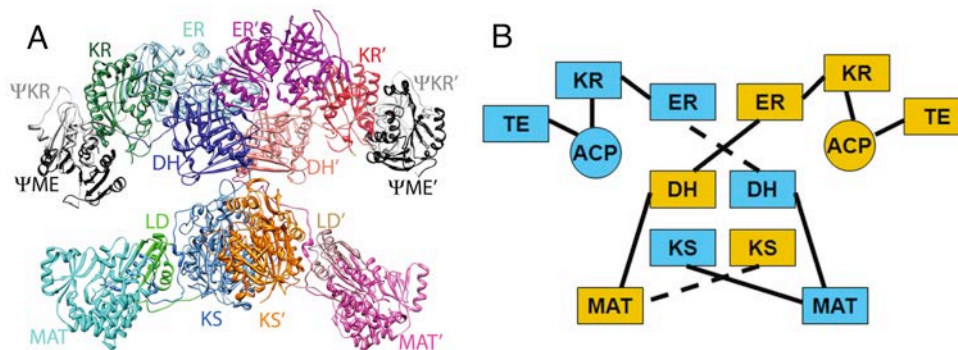 A
KR
ER
ER′
KR′
ΨKR
ΨKR′
DH
DH′
ΨME
ΨME′
LD
LD′
KS
KS′
MAT
MAT′
B
KR
ER
ER
KR
TE
ACP
ACP
TE
DH
DH
KS
KS
MAT
MAT